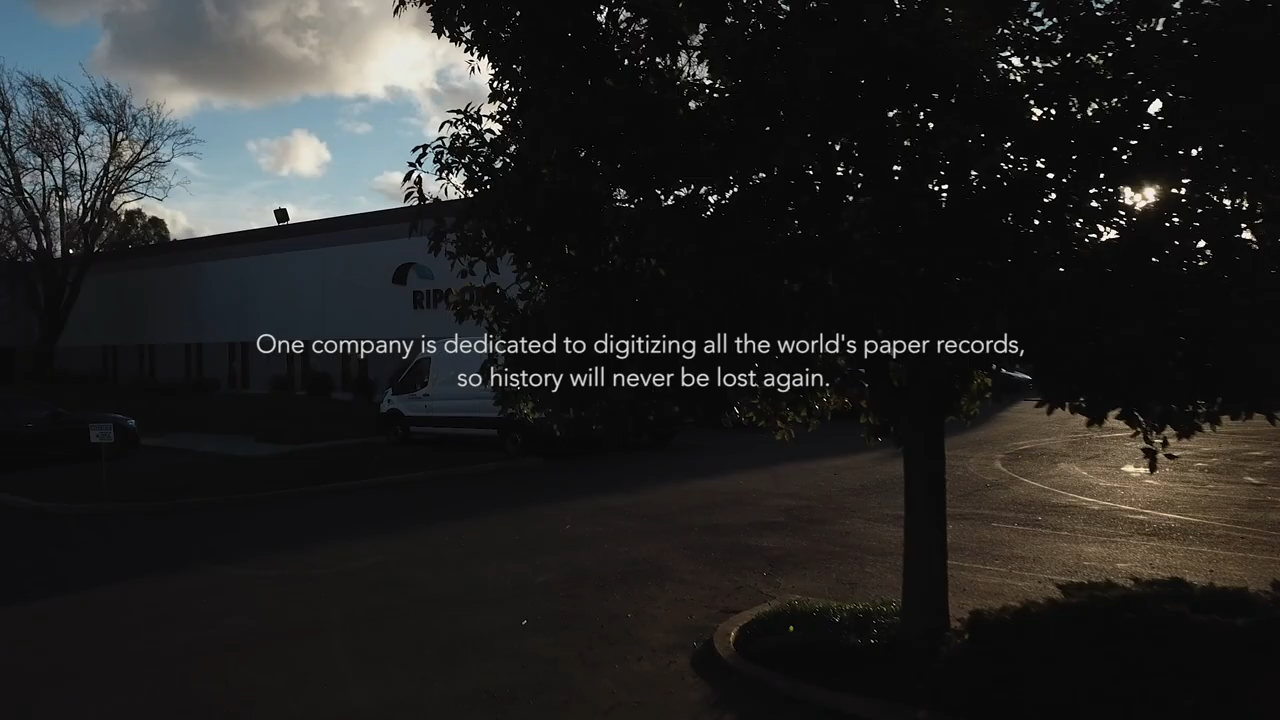 One company is dedicated to digitizing all the world's paper records,
so history will never be lost again.